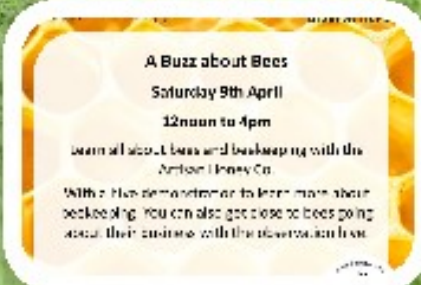 A Buzz about Bees
Saturday 9th April
12noon to 4pm
Learn all about bees and beekeeping with the
Artisan Honey Co.
With a hive demonstration to learn more about
beekeeping. You can also get close to bees going
about their business with the observation hive.